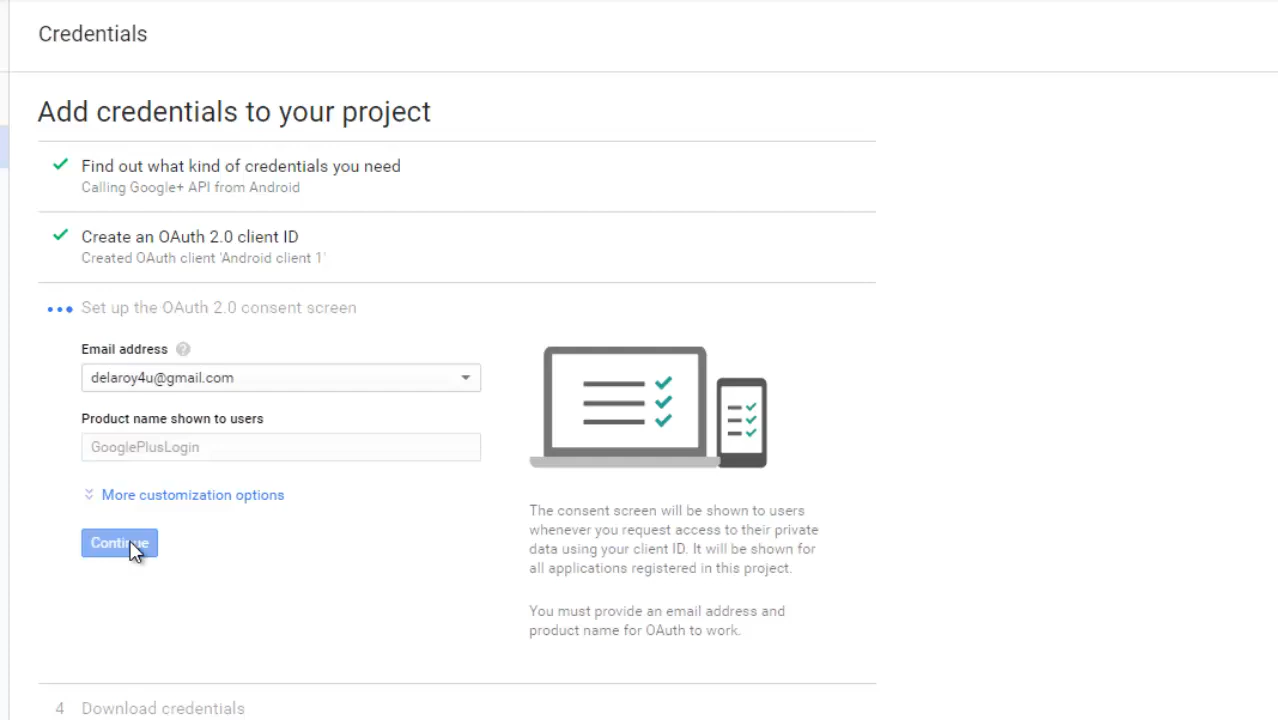 Credentials
Add credentials to your project
Find out what kind of credentials you need
Calling Google+ API from Android
Create an OAuth 2.0 client ID
Created OAuth client 'Android client 1'
Set up the OAuth 2.0 consent screen
Email address ?
delaroy4u@gmail.com
Product name shown to users
GooglePlusLogin
More customization options
Continue
The consent screen will be shown to users
whenever you request access to their private
data using your client ID. It will be shown for
all applications registered in this project.
You must provide an email address and
product name for OAuth to work.
4 Download credentials